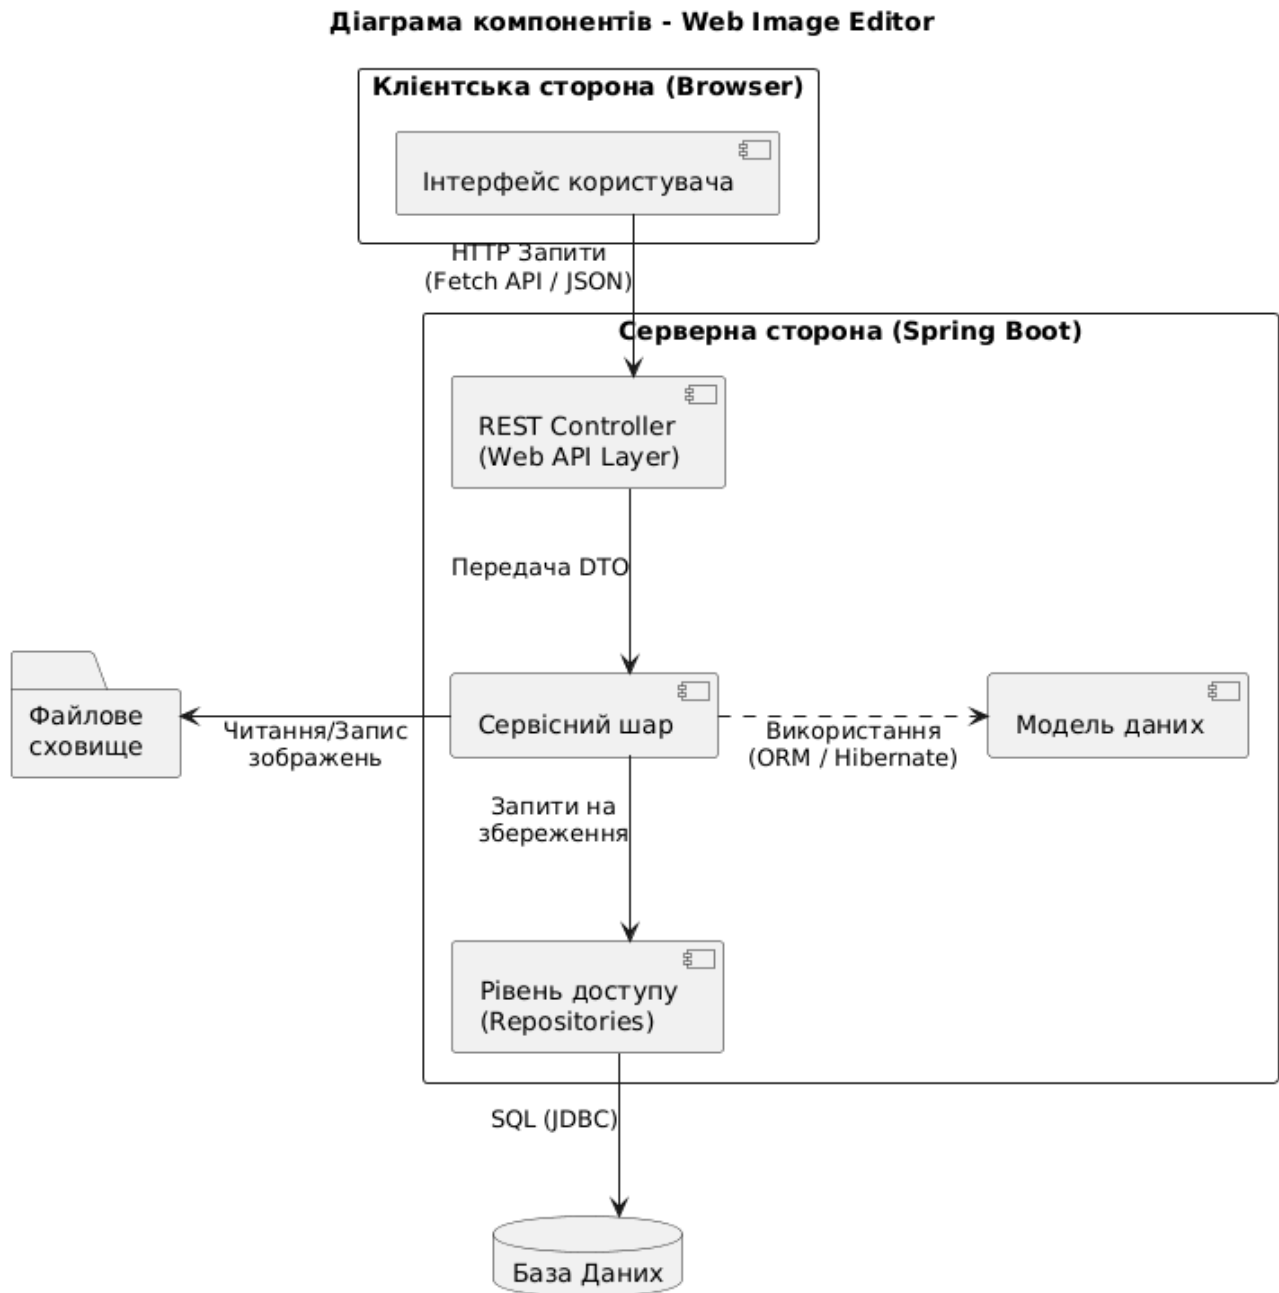 Діаграма компонентів - Web Image Editor
Клієнтська сторона (Browser)
Інтерфейс користувача
HTTP Запити
(Fetch API / JSON)
Серверна сторона (Spring Boot)
REST Controller
(Web API Layer)
Передача DTO
Файлове
сховище
Читання/Запис
зображень
Сервісний шар
Використання
(ORM / Hibernate)
Модель даних
Запити на
збереження
Рівень доступу
(Repositories)
SQL (JDBC)
База Даних